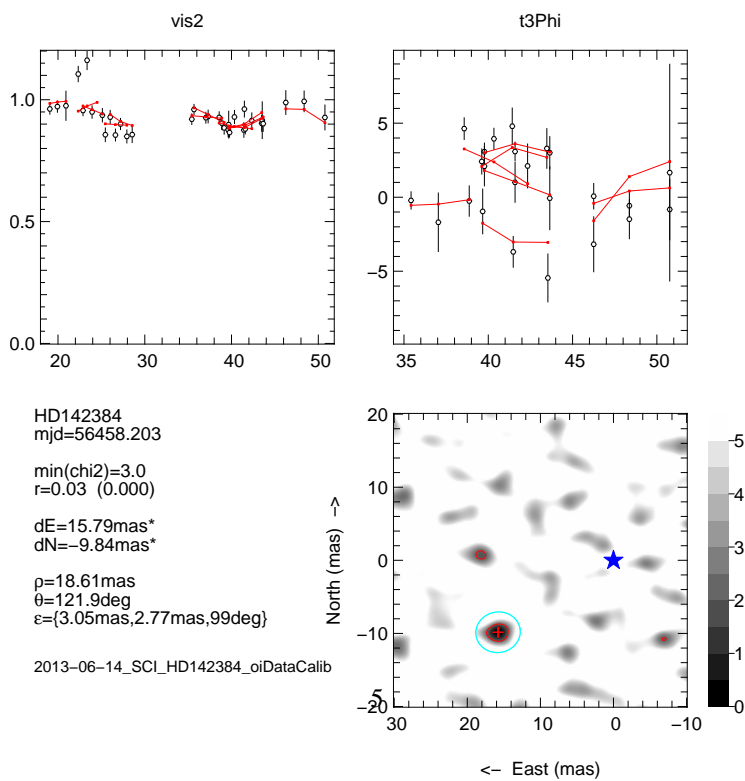 vis2
t3Phi
1.0
0.5
0.0
20 30 40 50
5
0
−5
35 40 45 50
HD142384
mjd=56458.203
min(chi2)=3.0
r=0.03 (0.000)
dE=15.79mas*
dN=−9.84mas*
ρ=18.61mas
θ=121.9deg
ε={3.05mas,2.77mas,99deg}
2013−06−14_SCI_HD142384_oiDataCalib
North (mas) −>
20
10
0
−10
−20
5
30 20 10 0 −10
<− East (mas)
5
4
3
2
1
0